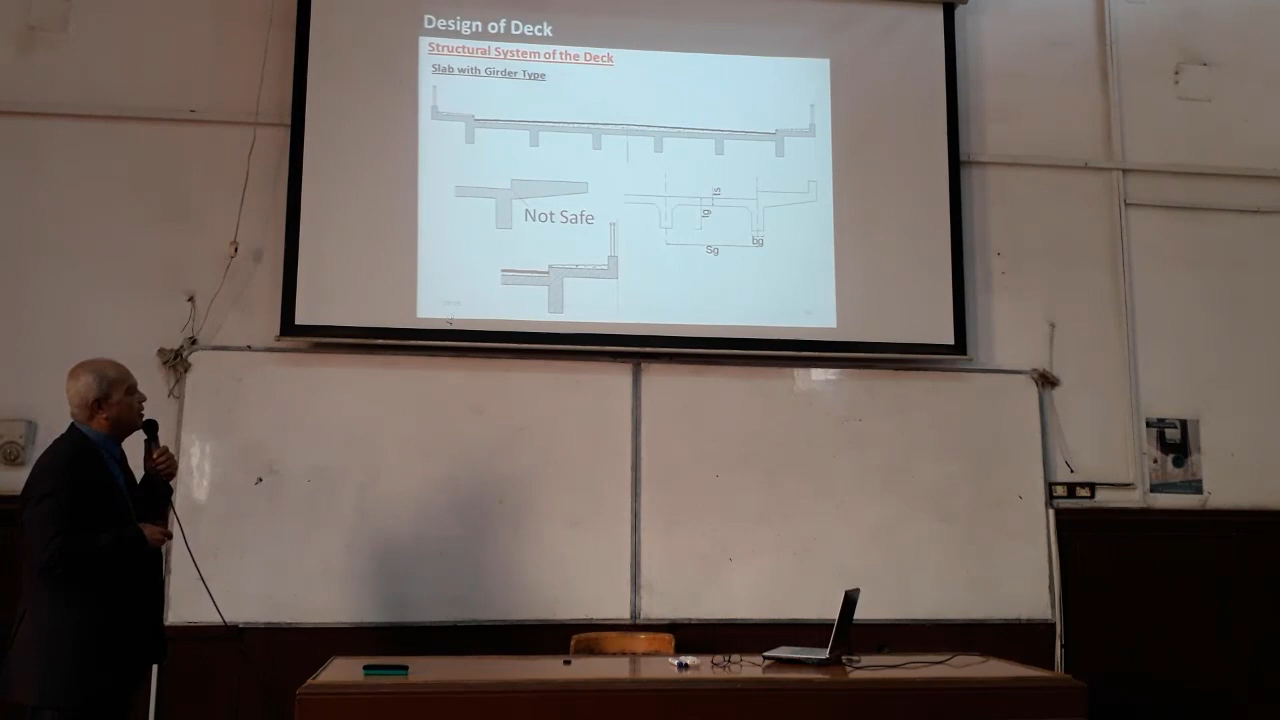 Design of Deck
Structural System of the Deck
Slab with Girder Type
ts
tg
Not Safe
bg
Sg